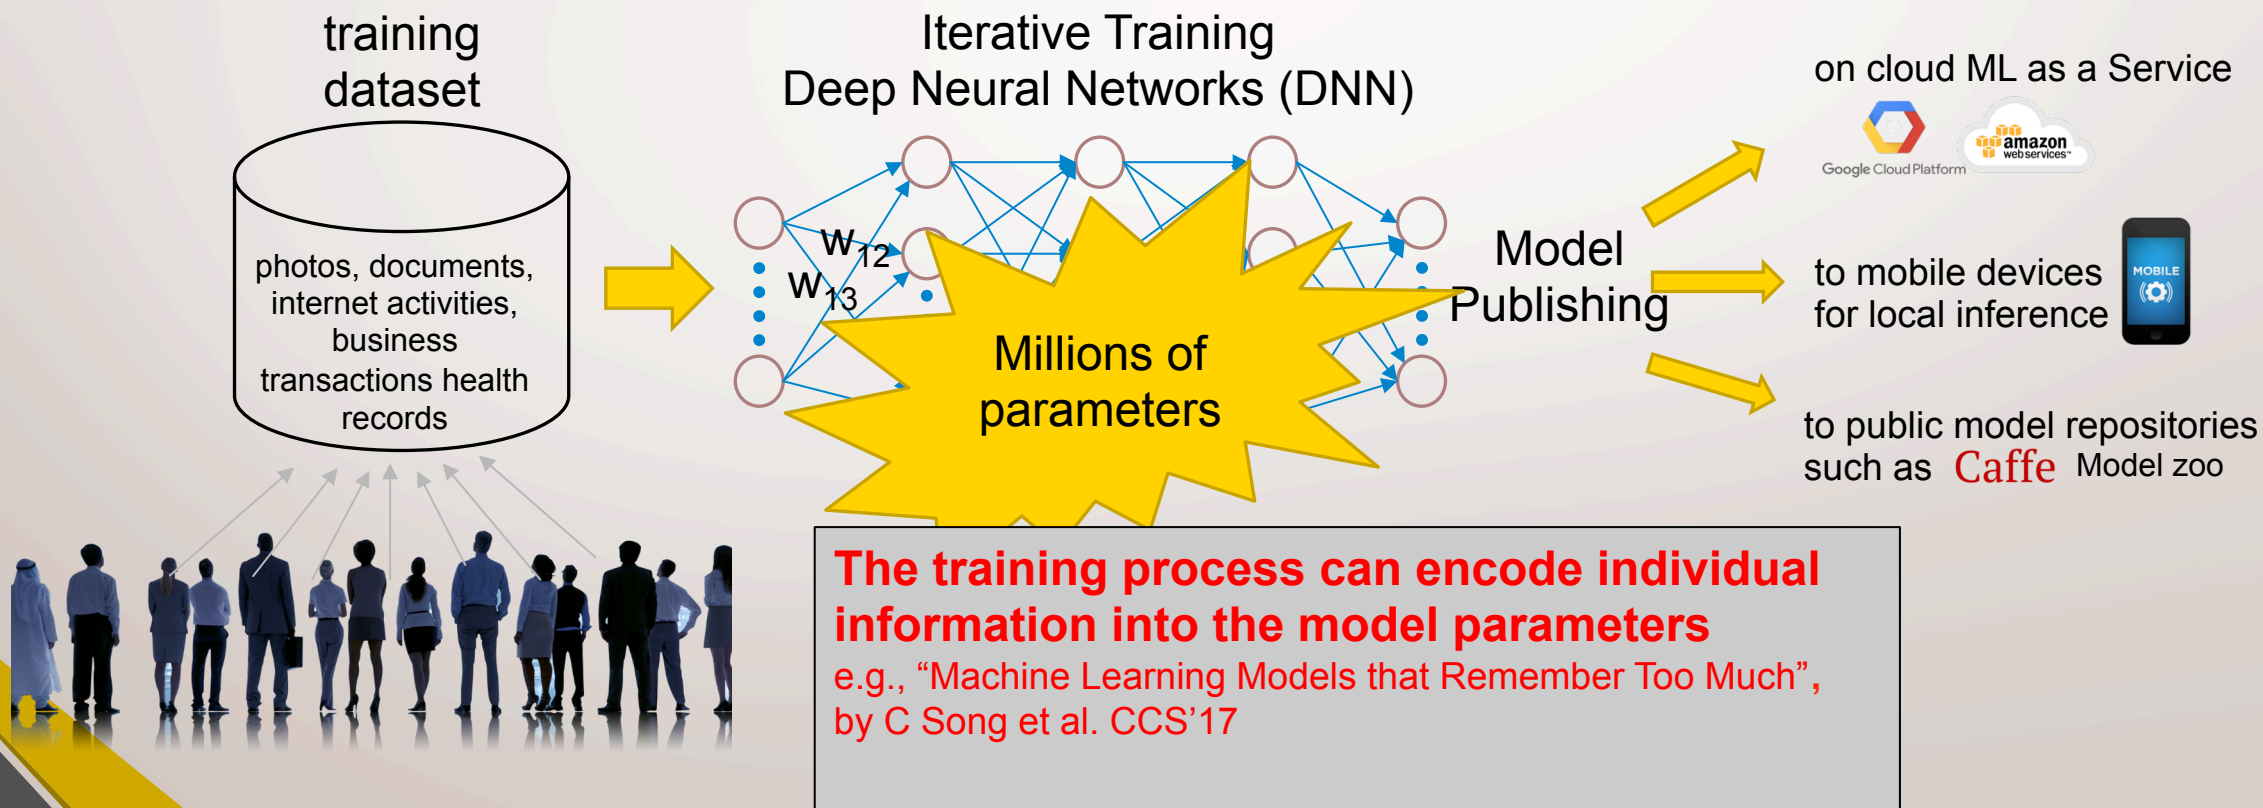 training
dataset
photos, documents,
internet activities,
business
transactions health
records
Iterative Training
Deep Neural Networks (DNN)
w12
w13
Millions of
parameters
Model
Publishing
on cloud ML as a Service
Google Cloud Platform
amazon
webservices™
to mobile devices
for local inference
MOBILE
to public model repositories
such as Caffe Model zoo
The training process can encode individual
information into the model parameters
e.g., “Machine Learning Models that Remember Too Much”,
by C Song et al. CCS’17